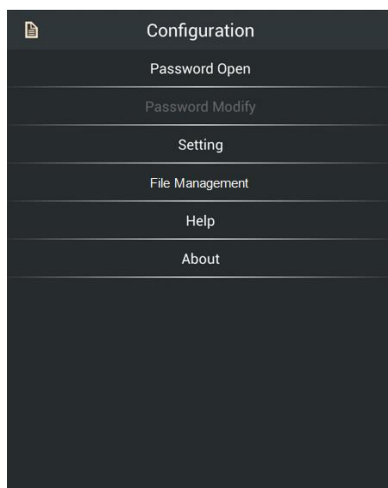 Configuration
Password Open
Password Modify
Setting
File Management
Help
About